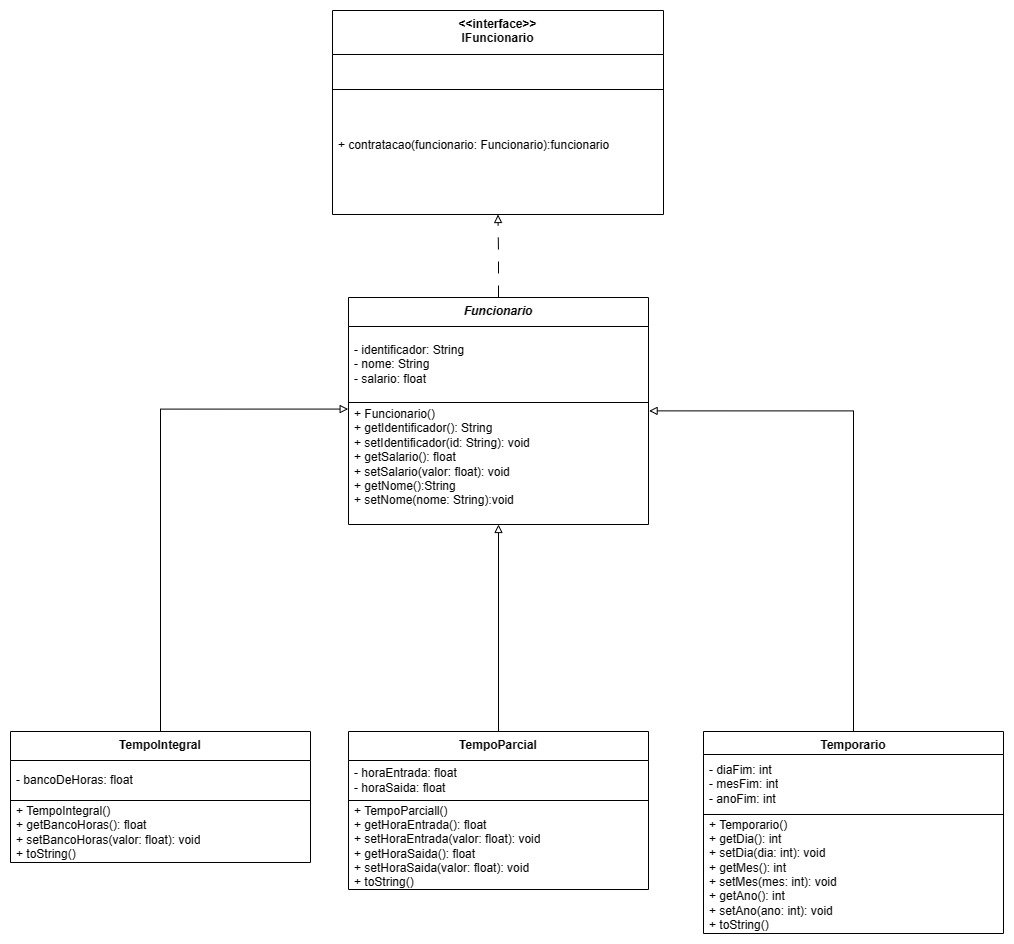 <<interface>>
IFuncionario
+ contratacao(funcionario: Funcionario):funcionario
Funcionario
- identificador: String
- nome: String
- salario: float
+ Funcionario()
+ getIdentificador(): String
+ setIdentificador(id: String): void
+ getSalario(): float
+ setSalario(valor: float): void
+ getNome():String
+ setNome(nome: String):void
TempoIntegral
- bancoDeHoras: float
+ TempoIntegral()
+ getBancoHoras(): float
+ setBancoHoras(valor: float): void
+ toString()
TempoParcial
- horaEntrada: float
- horaSaida: float
+ TempoParciall()
+ getHoraEntrada(): float
+ setHoraEntrada(valor: float): void
+ getHoraSaida(): float
+ setHoraSaida(valor: float): void
+ toString()
Temporario
- diaFim: int
- mesFim: int
- anoFim: int
+ Temporario()
+ getDia(): int
+ setDia(dia: int): void
+ getMes(): int
+ setMes(mes: int): void
+ getAno(): int
+ setAno(ano: int): void
+ toString()